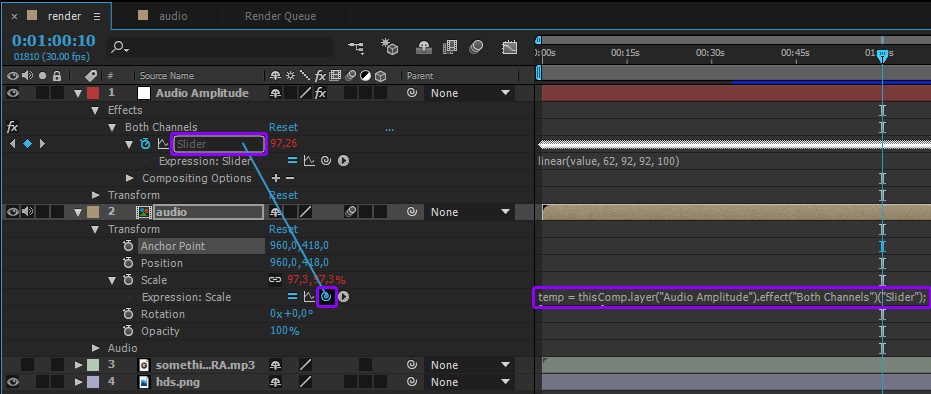 × render ≡ audio Render Queue
0:01:00:10
01810 (30.00 fps)
:00s 00:15s 00:30s 00:45s 01:
# Source Name fx Parent
1 Audio Amplitude fx None
Effects
fx Both Channels Reset ...
Slider 97,26
Expression: Slider linear(value, 62, 92, 92, 100)
Compositing Options + −
Transform Reset
2 audio None
Transform Reset
Anchor Point 960,0,418,0
Position 960,0,418,0
Scale 97,3,97,3%
Expression: Scale temp = thisComp.layer("Audio Amplitude").effect("Both Channels")("Slider");
Rotation 0x+0,0°
Opacity 100%
Audio
3 somethi...RA.mp3 None
4 hds.png None